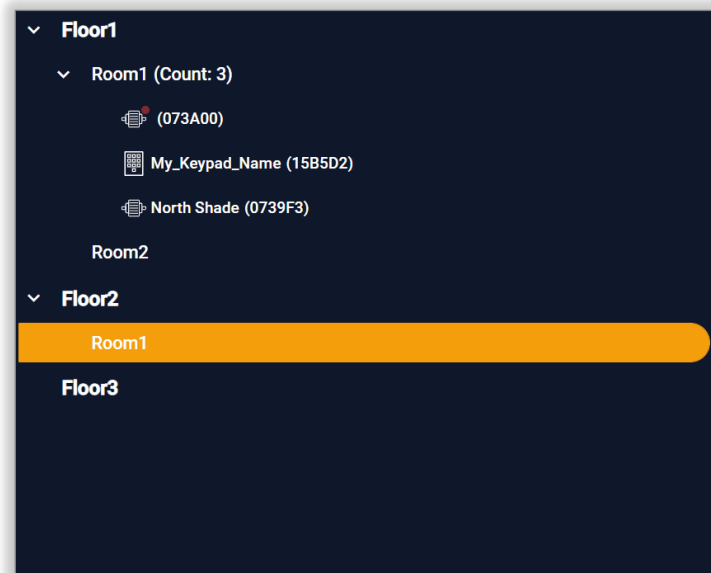 Floor1
Room1 (Count: 3)
(073A00)
My_Keypad_Name (15B5D2)
North Shade (0739F3)
Room2
Floor2
Room1
Floor3